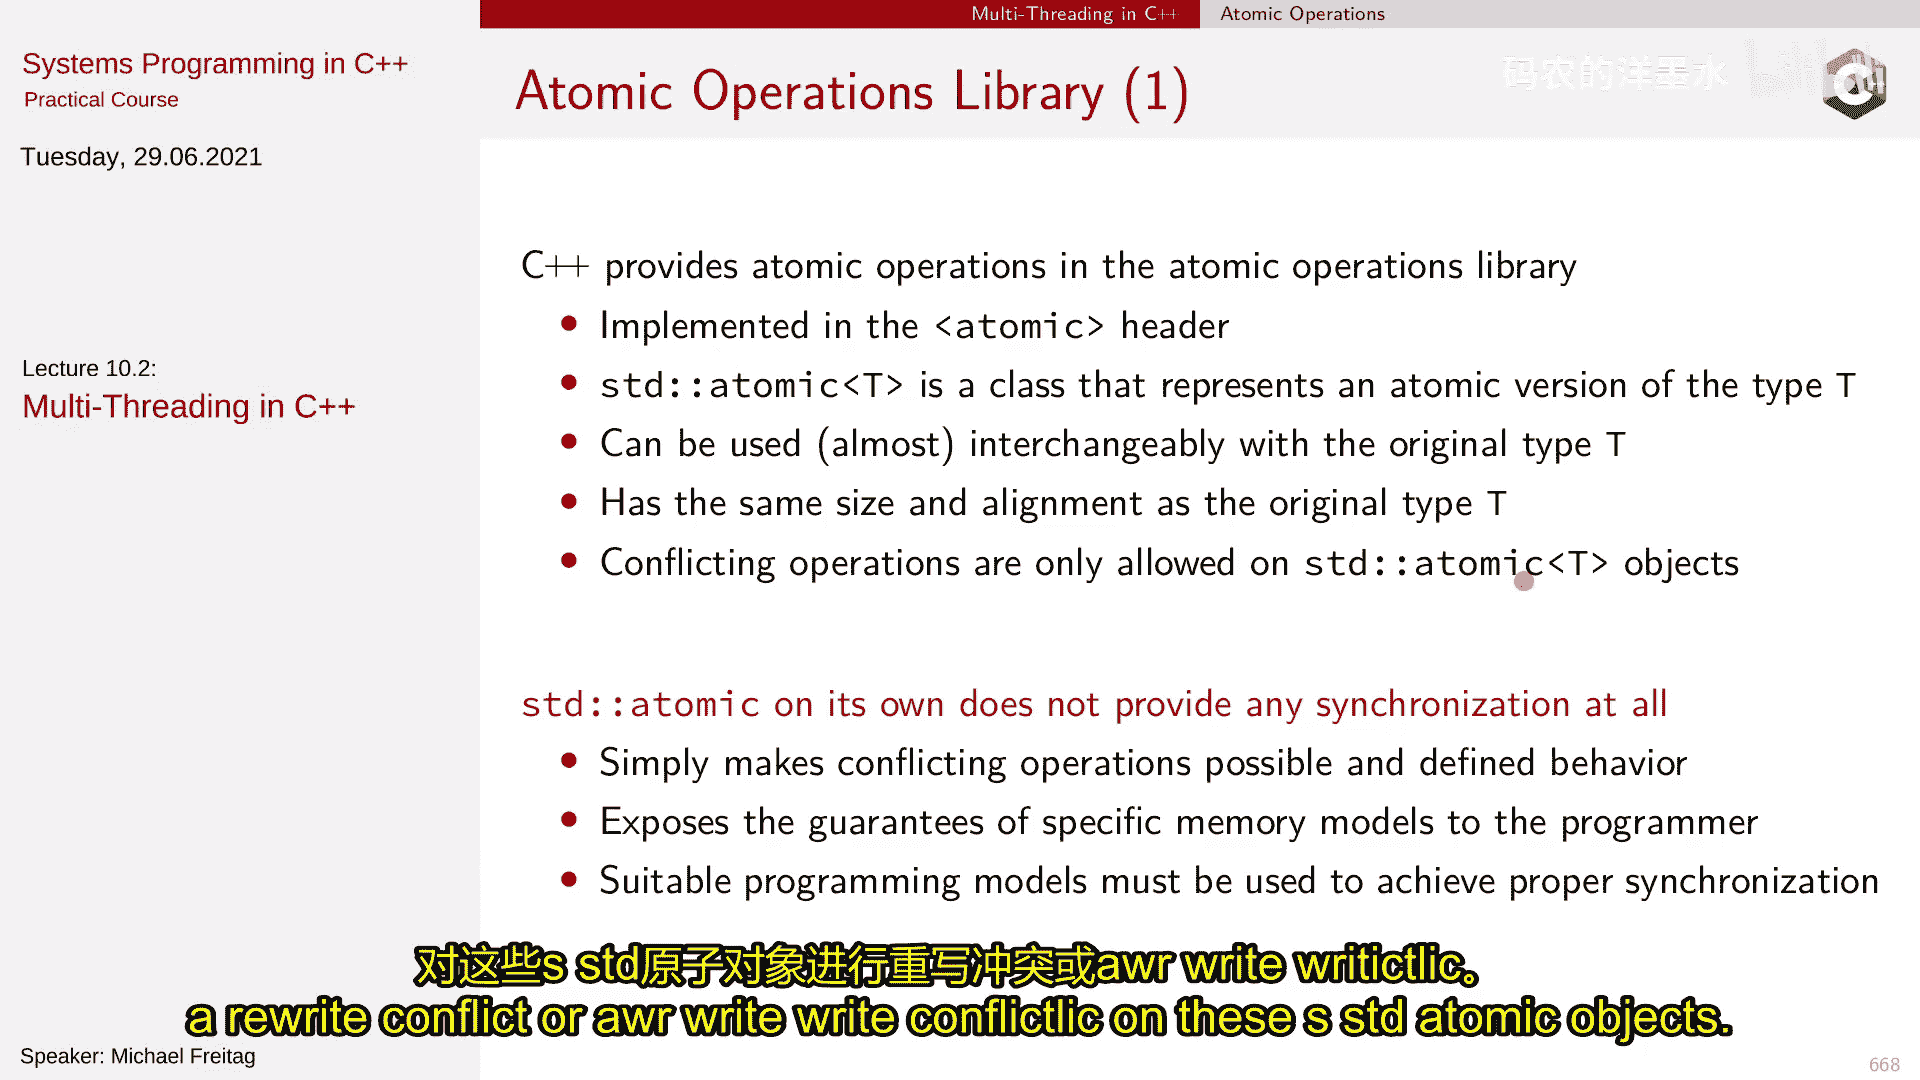 Multi-Threading in C++ Atomic Operations
Systems Programming in C++
Practical Course
Tuesday, 29.06.2021
Lecture 10.2:
Multi-Threading in C++
Atomic Operations Library (1)
码农的洋墨水
C++ provides atomic operations in the atomic operations library
• Implemented in the <atomic> header
• std::atomic<T> is a class that represents an atomic version of the type T
• Can be used (almost) interchangeably with the original type T
• Has the same size and alignment as the original type T
• Conflicting operations are only allowed on std::atomic<T> objects
std::atomic on its own does not provide any synchronization at all
• Simply makes conflicting operations possible and defined behavior
• Exposes the guarantees of specific memory models to the programmer
• Suitable programming models must be used to achieve proper synchronization
对这些s std原子对象进行重写冲突或awr write writictlic。
a rewrite conflict or awr write write conflictlic on these s std atomic objects.
Speaker: Michael Freitag
668